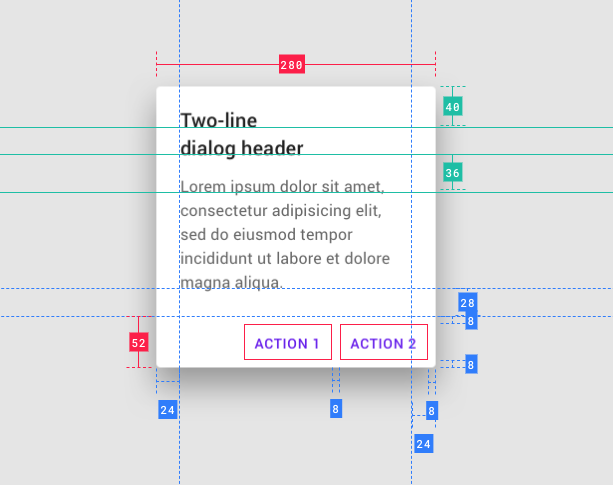 280
40
Two-line
dialog header
36
Lorem ipsum dolor sit amet,
consectetur adipisicing elit,
sed do eiusmod tempor
incididunt ut labore et dolore
magna aliqua.
28
8
52
ACTION 1 ACTION 2
8
24 8 8
24